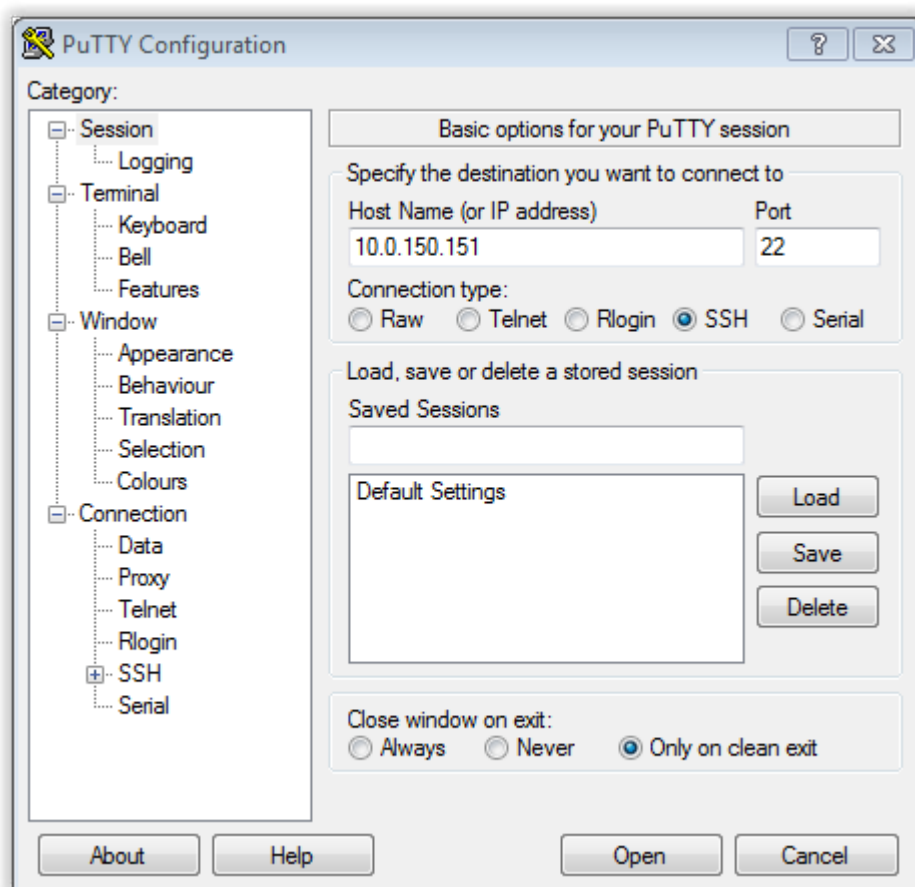 PuTTY Configuration
Category:
Session
Logging
Terminal
Keyboard
Bell
Features
Window
Appearance
Behaviour
Translation
Selection
Colours
Connection
Data
Proxy
Telnet
Rlogin
SSH
Serial
Basic options for your PuTTY session
Specify the destination you want to connect to
Host Name (or IP address) Port
10.0.150.151 22
Connection type:
Raw Telnet Rlogin SSH Serial
Load, save or delete a stored session
Saved Sessions
Default Settings
Load
Save
Delete
Close window on exit:
Always Never Only on clean exit
About Help Open Cancel